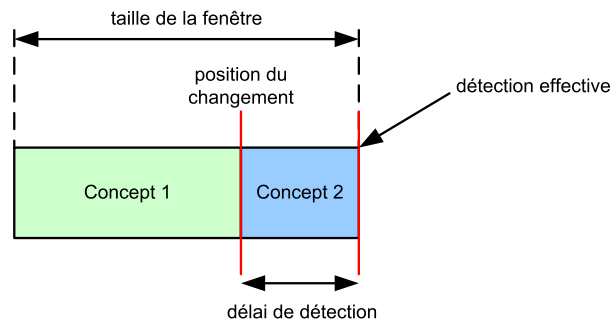 taille de la fenêtre
position du
changement
détection effective
Concept 1
Concept 2
délai de détection